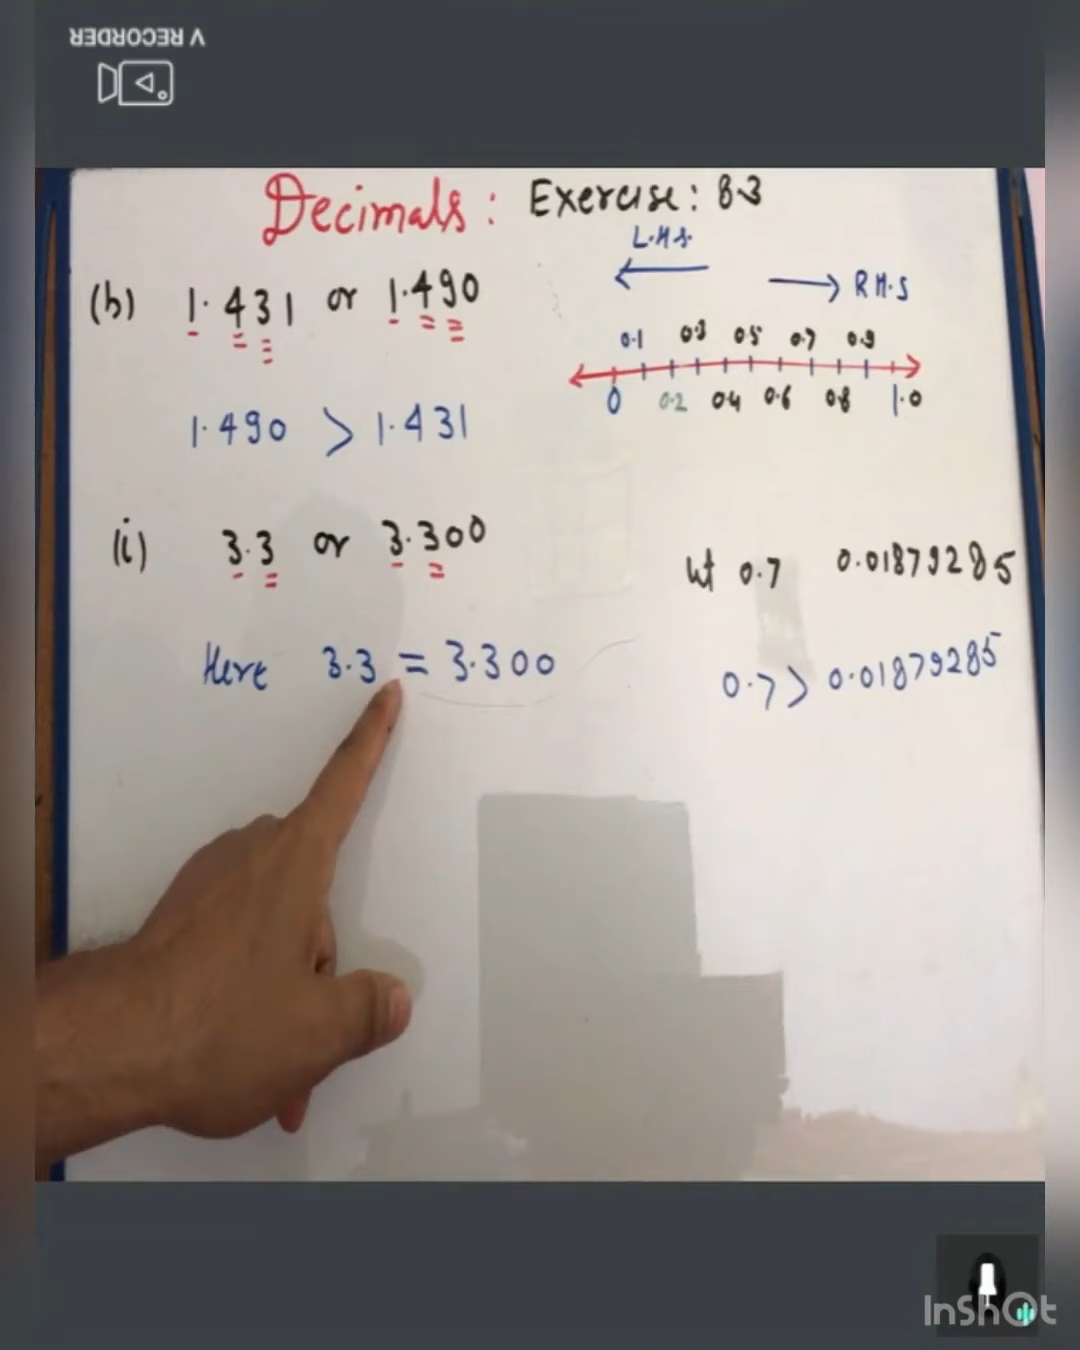 V RECORDER
Decimals: Exercise: 8.3
L.H.S.
R.H.S
(h) 1.431 or 1.490
0.1 0.3 0.5 0.7 0.9
0 0.2 0.4 0.6 0.8 1.0
1.490 > 1.431
(i) 3.3 or 3.300
0.7 0.01879285
Here 3.3 = 3.300
0.7 > 0.01879285
InShOt